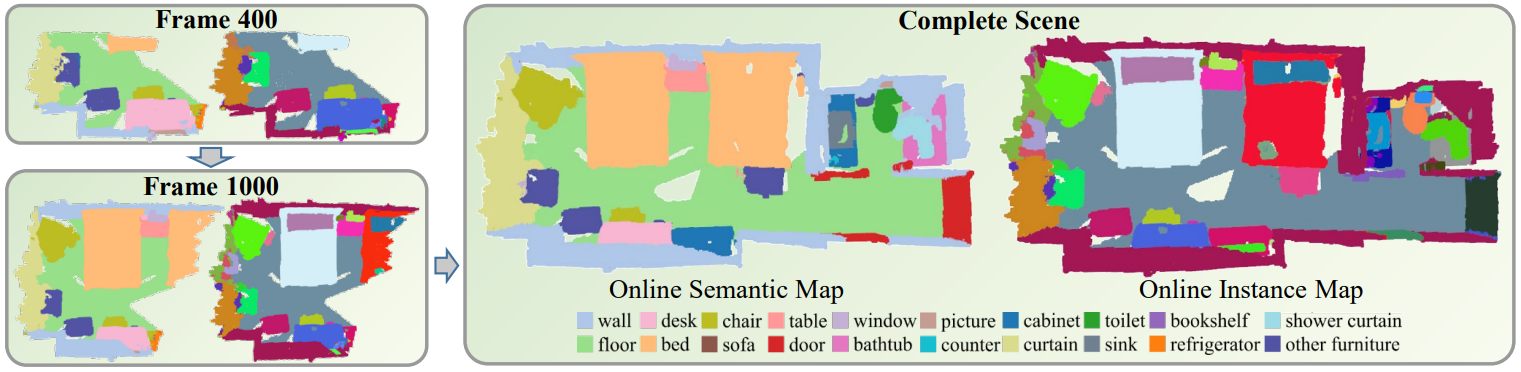 Frame 400
Frame 1000
Complete Scene
Online Semantic Map
Online Instance Map
wall desk chair table window picture cabinet toilet bookshelf shower curtain
floor bed sofa door bathtub counter curtain sink refrigerator other furniture